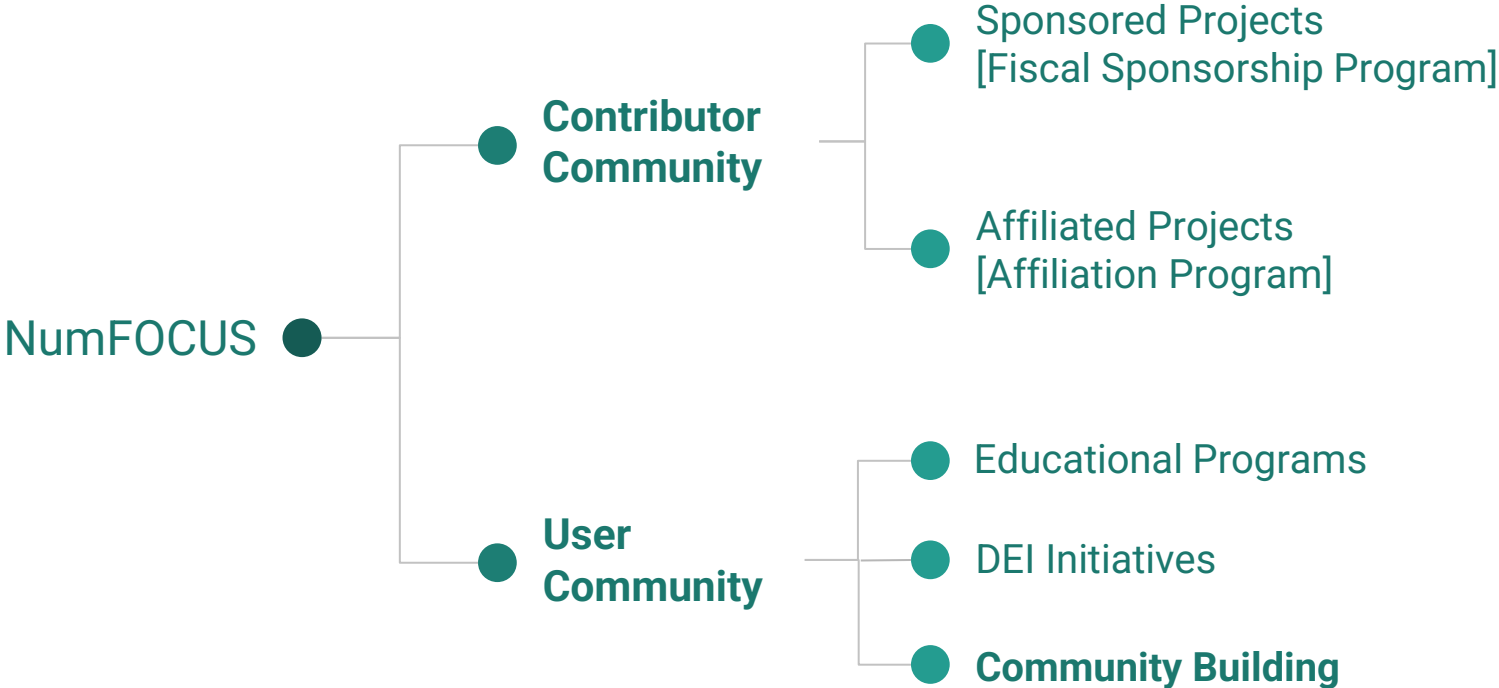 NumFOCUS
Contributor
Community
Sponsored Projects
[Fiscal Sponsorship Program]
Affiliated Projects
[Affiliation Program]
User
Community
Educational Programs
DEI Initiatives
Community Building